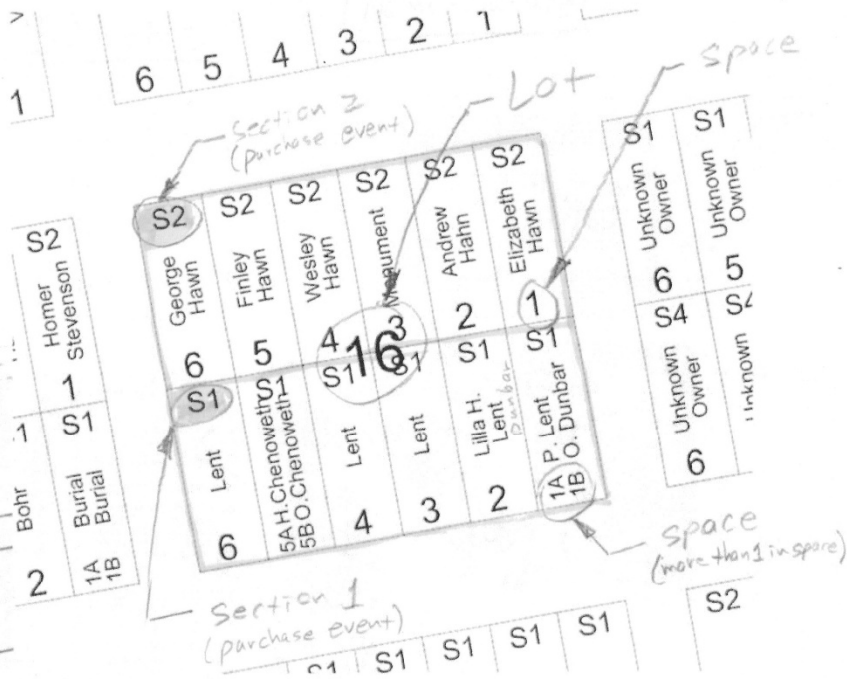 6 5 4 3 2 1
1
space
Lot
section 2
(purchase event)
S2 S2 S2 S2 S2 S2
George
Hawn
Finley
Hawn
Wesley
Hawn
Monument
Andrew
Hahn
Elizabeth
Hawn
6 5 4 3 2 1
16
S1 S1 S1 S1 S1 S1
Lent
5A H. Chenoweth
5B O. Chenoweth
Lent
Lent
Lilla H.
Lent
Dunbar
1A P. Lent
1B O. Dunbar
6 4 3 2
S2
Homer
Stevenson
1
1 S1
Bohr
Burial
Burial
2
1A
1B
S1 S1
Unknown
Owner
Unknown
Owner
6 5
S4
Unknown
Owner
6
space
(more than 1 in space)
Section 1
(purchase event)
S1 S1 S1 S1 S1
S2